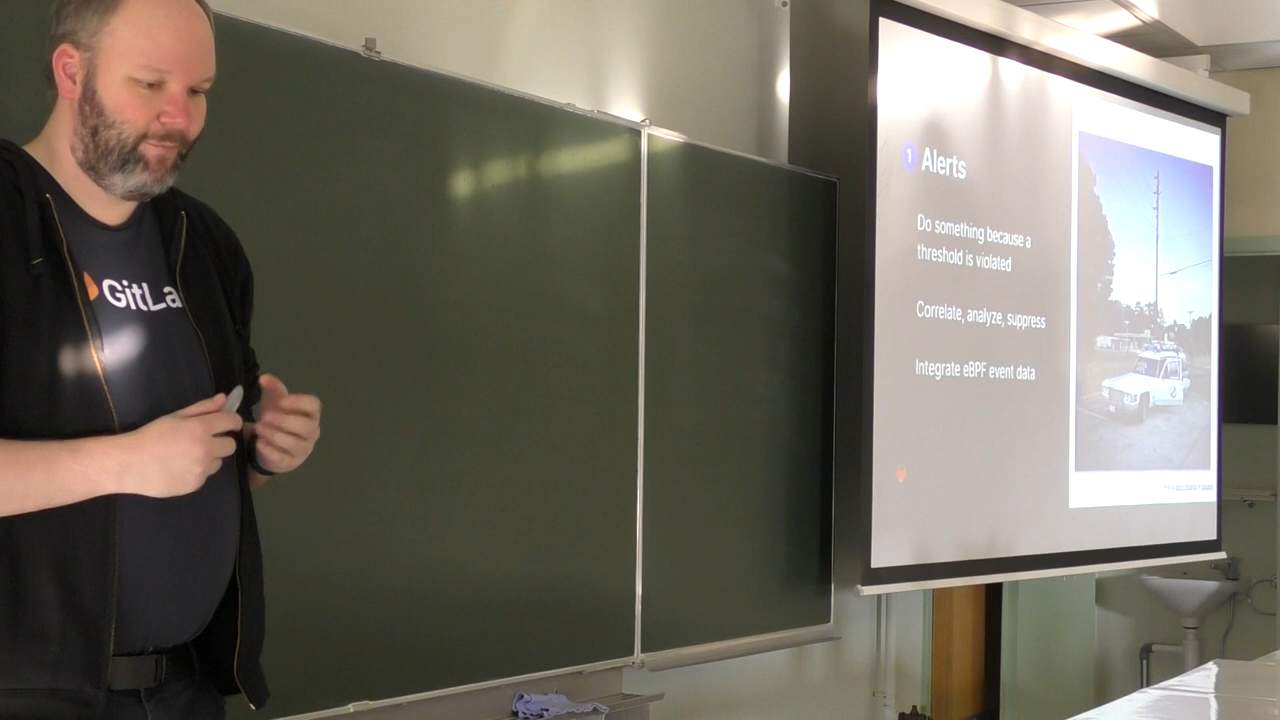 GitLa
1 Alerts
Do something because a
threshold is violated
Correlate, analyze, suppress
Integrate eBPF event data